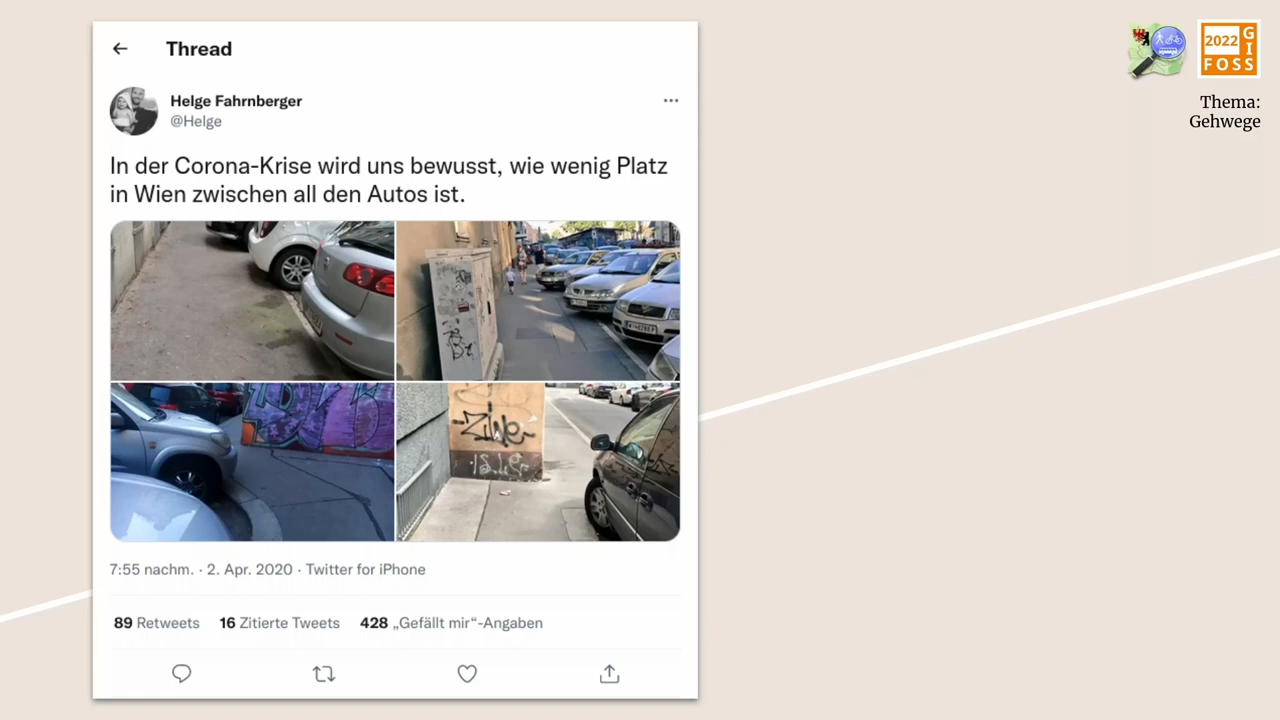 Thread
Helge Fahrnberger
@Helge
In der Corona-Krise wird uns bewusst, wie wenig Platz
in Wien zwischen all den Autos ist.
7:55 nachm. · 2. Apr. 2020 · Twitter for iPhone
89 Retweets 16 Zitierte Tweets 428 „Gefällt mir“-Angaben
2022 G
I
FOSS
Thema:
Gehwege